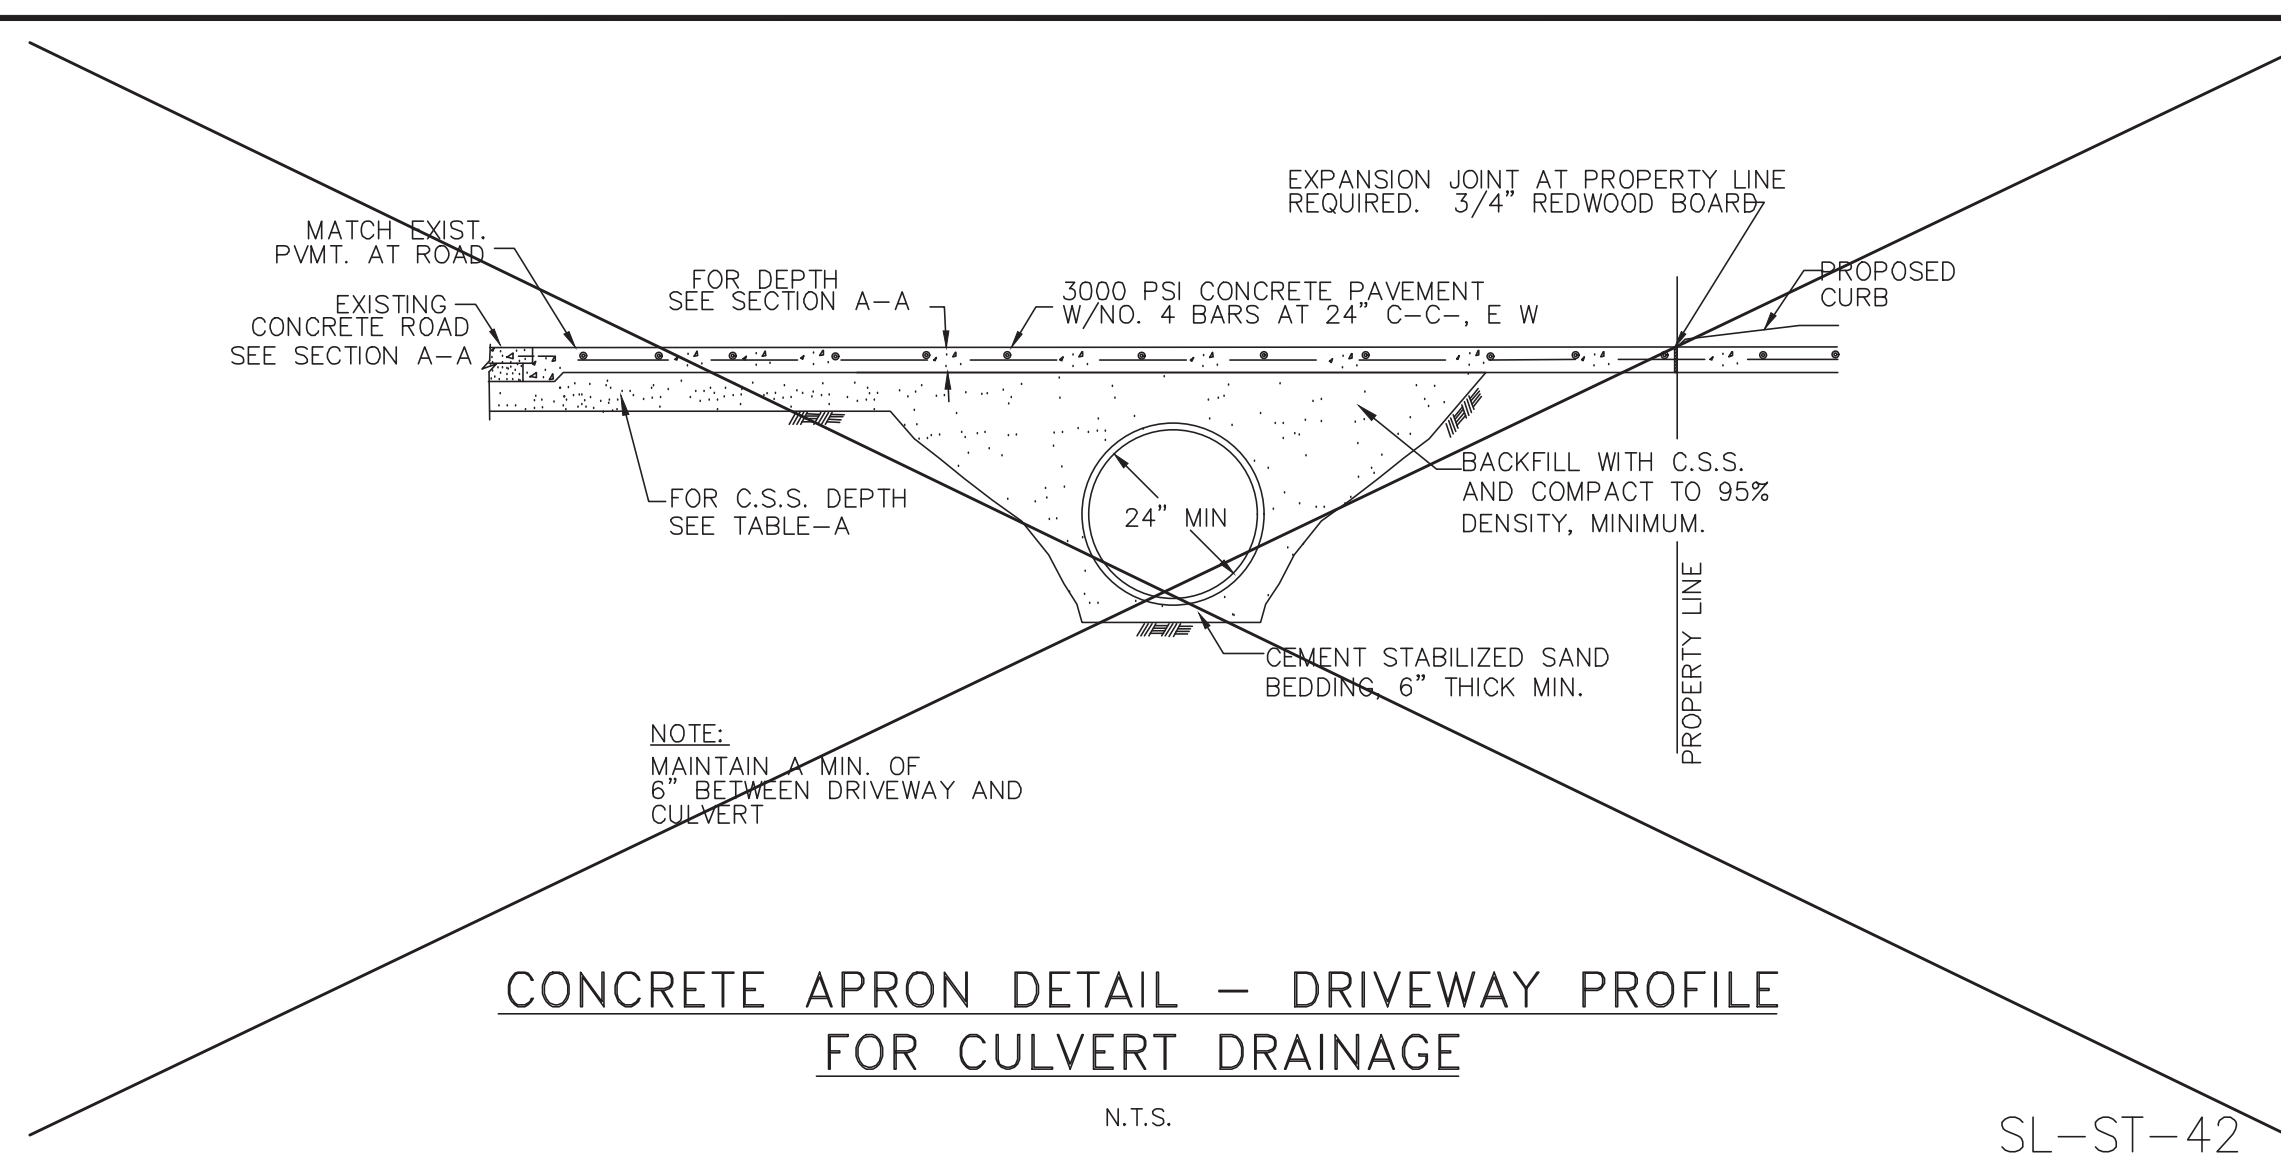 EXPANSION JOINT AT PROPERTY LINE
REQUIRED. 3/4" REDWOOD BOARD
MATCH EXIST.
PVMT. AT ROAD
FOR DEPTH
SEE SECTION A-A
3000 PSI CONCRETE PAVEMENT
W/NO. 4 BARS AT 24" C-C-, E W
PROPOSED
CURB
EXISTING
CONCRETE ROAD
SEE SECTION A-A
BACKFILL WITH C.S.S.
AND COMPACT TO 95%
DENSITY, MINIMUM.
FOR C.S.S. DEPTH
SEE TABLE-A
24" MIN
PROPERTY LINE
CEMENT STABILIZED SAND
BEDDING, 6" THICK MIN.
NOTE:
MAINTAIN A MIN. OF
6" BETWEEN DRIVEWAY AND
CULVERT
CONCRETE APRON DETAIL - DRIVEWAY PROFILE
FOR CULVERT DRAINAGE
N.T.S.
SL-ST-42